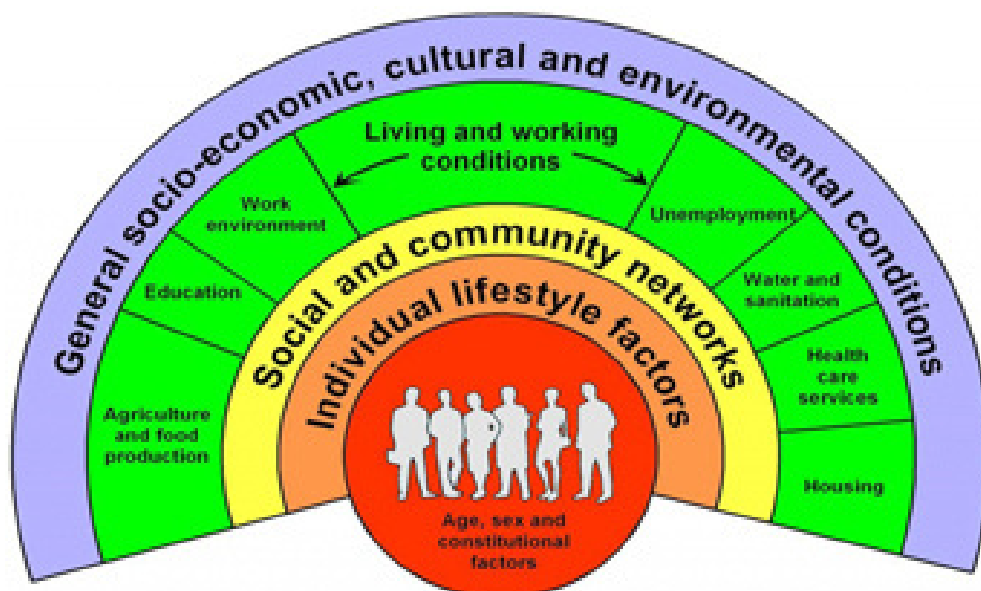 General socio-economic, cultural and environmental conditions
Living and working
conditions
Agriculture
and food
production
Education
Work
environment
Unemployment
Water and
sanitation
Health
care
services
Housing
Social and community networks
Individual lifestyle factors
Age, sex and
constitutional
factors